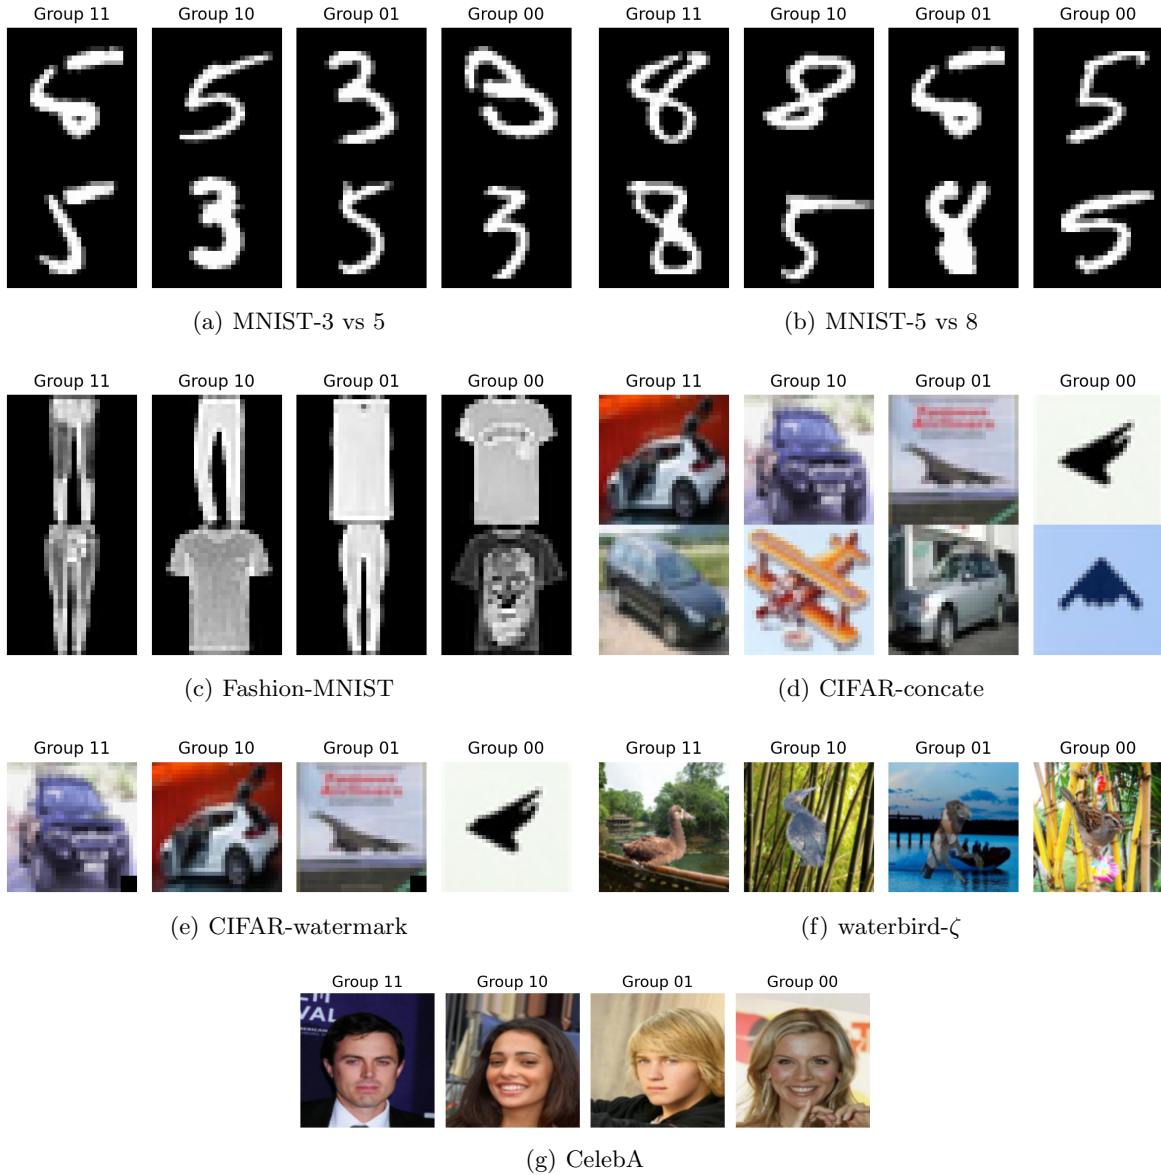 Group 11 Group 10 Group 01 Group 00 Group 11 Group 10 Group 01 Group 00
(a) MNIST-3 vs 5
(b) MNIST-5 vs 8
Group 11 Group 10 Group 01 Group 00 Group 11 Group 10 Group 01 Group 00
(c) Fashion-MNIST
(d) CIFAR-concate
Group 11 Group 10 Group 01 Group 00 Group 11 Group 10 Group 01 Group 00
(e) CIFAR-watermark
(f) waterbird-ζ
Group 11 Group 10 Group 01 Group 00
VAL
(g) CelebA